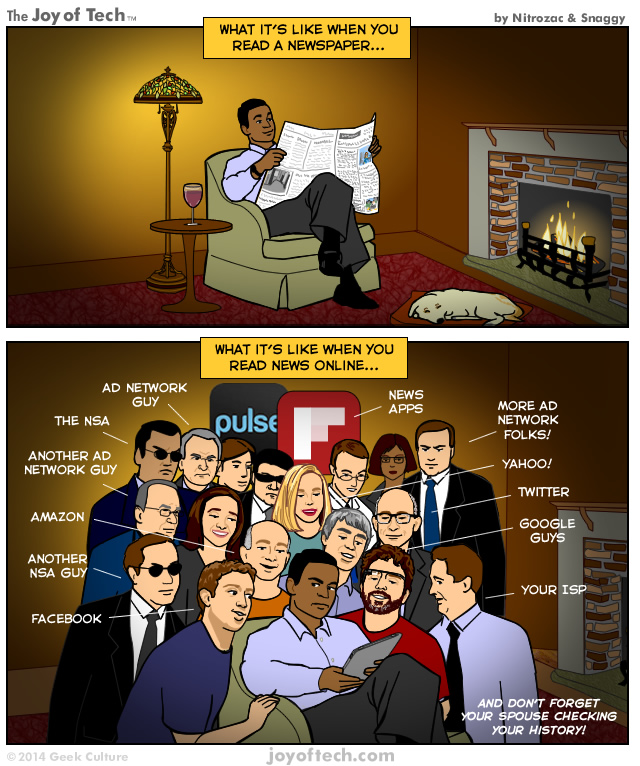 The Joy of Tech™
by Nitrozac & Snaggy
WHAT IT'S LIKE WHEN YOU
READ A NEWSPAPER...
WHAT IT'S LIKE WHEN YOU
READ NEWS ONLINE...
AD NETWORK
GUY
THE NSA
ANOTHER AD
NETWORK GUY
AMAZON
ANOTHER
NSA GUY
FACEBOOK
pulse
NEWS
APPS
MORE AD
NETWORK
FOLKS!
YAHOO!
TWITTER
GOOGLE
GUYS
YOUR ISP
AND DON'T FORGET
YOUR SPOUSE CHECKING
YOUR HISTORY!
© 2014 Geek Culture
joyoftech.com